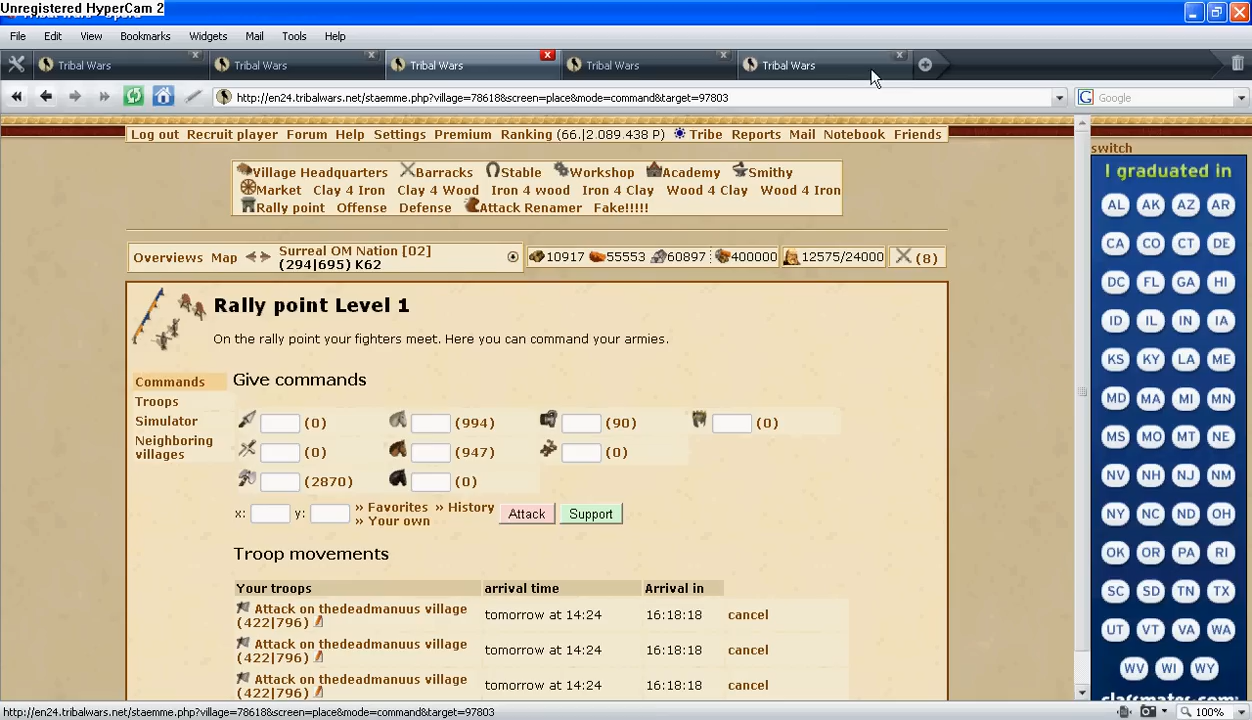 Unregistered HyperCam 2
File Edit View Bookmarks Widgets Mail Tools Help
Tribal Wars Tribal Wars Tribal Wars Tribal Wars Tribal Wars
http://en24.tribalwars.net/staemme.php?village=78618&screen=place&mode=command&target=97803 Google
Log out Recruit player Forum Help Settings Premium Ranking (66.|2.089.438 P) Tribe Reports Mail Notebook Friends
Village Headquarters Barracks Stable Workshop Academy Smithy
Market Clay 4 Iron Clay 4 Wood Iron 4 wood Iron 4 Clay Wood 4 Clay Wood 4 Iron
Rally point Offense Defense Attack Renamer Fake!!!!!
Overviews Map Surreal OM Nation [02]
(294|695) K62
10917 55553 60897 400000 12575/24000 (8)
Rally point Level 1
On the rally point your fighters meet. Here you can command your armies.
Commands
Troops
Simulator
Neighboring
villages
Give commands
(0) (994) (90) (0)
(0) (947) (0)
(2870) (0)
x: y: » Favorites » History
» Your own
Attack Support
Troop movements
Your troops arrival time Arrival in
Attack on thedeadmanuus village
(422|796) tomorrow at 14:24 16:18:18 cancel
Attack on thedeadmanuus village
(422|796) tomorrow at 14:24 16:18:18 cancel
Attack on thedeadmanuus village
(422|796) tomorrow at 14:24 16:18:18 cancel
switch
I graduated in
AL AK AZ AR
CA CO CT DE
DC FL GA HI
ID IL IN IA
KS KY LA ME
MD MA MI MN
MS MO MT NE
NV NH NJ NM
NY NC ND OH
OK OR PA RI
SC SD TN TX
UT VT VA WA
WV WI WY
classmates.com
http://en24.tribalwars.net/staemme.php?village=78618&screen=place&mode=command&target=97803 100%